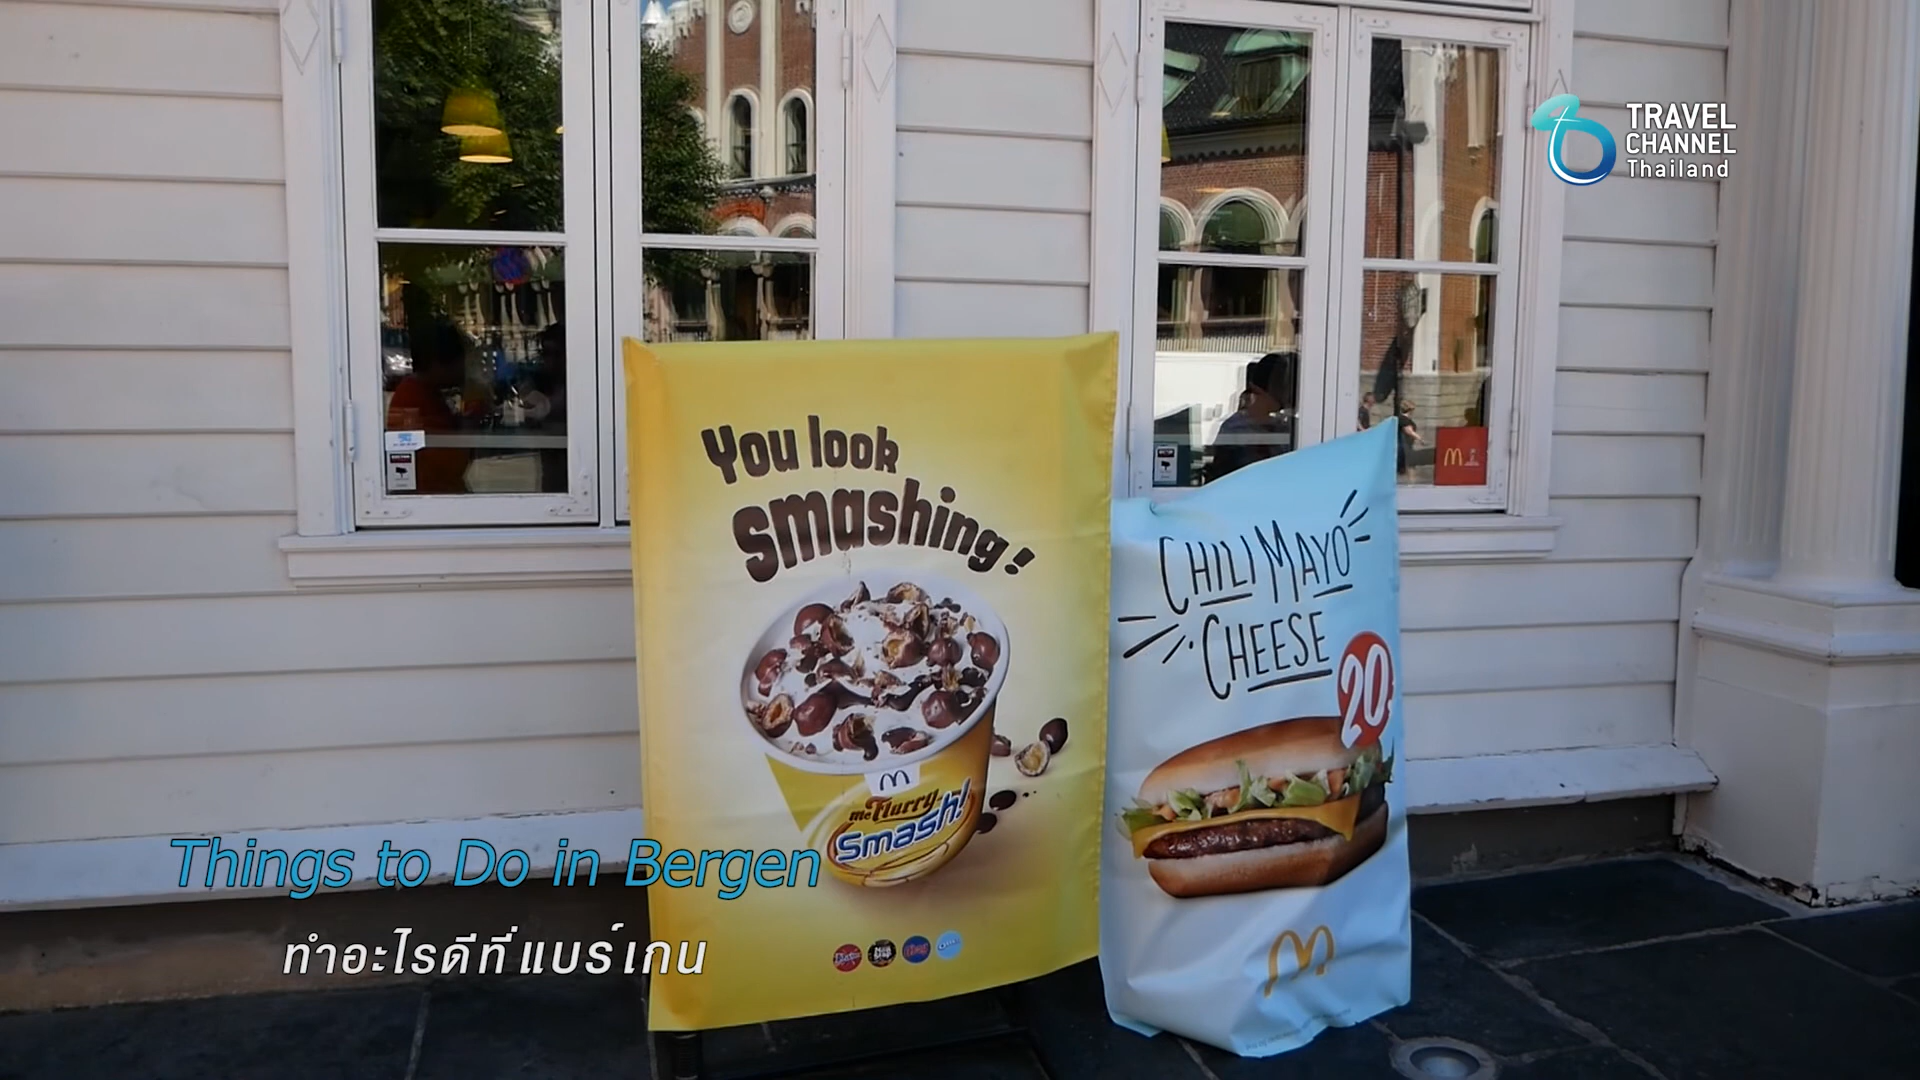 TRAVEL
CHANNEL
Thailand
You look
smashing!
CHILI MAYO
CHEESE
20
mcFlurry
Smash!
Things to Do in Bergen
ทำอะไรดีที่แบร์เกน